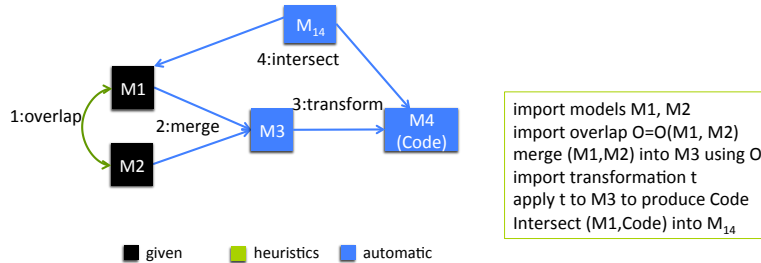 M14
4:intersect
M1
1:overlap
2:merge
3:transform
M3
M4
(Code)
M2
import models M1, M2
import overlap O=O(M1, M2)
merge (M1,M2) into M3 using O
import transformation t
apply t to M3 to produce Code
Intersect (M1,Code) into M14
given
heuristics
automatic